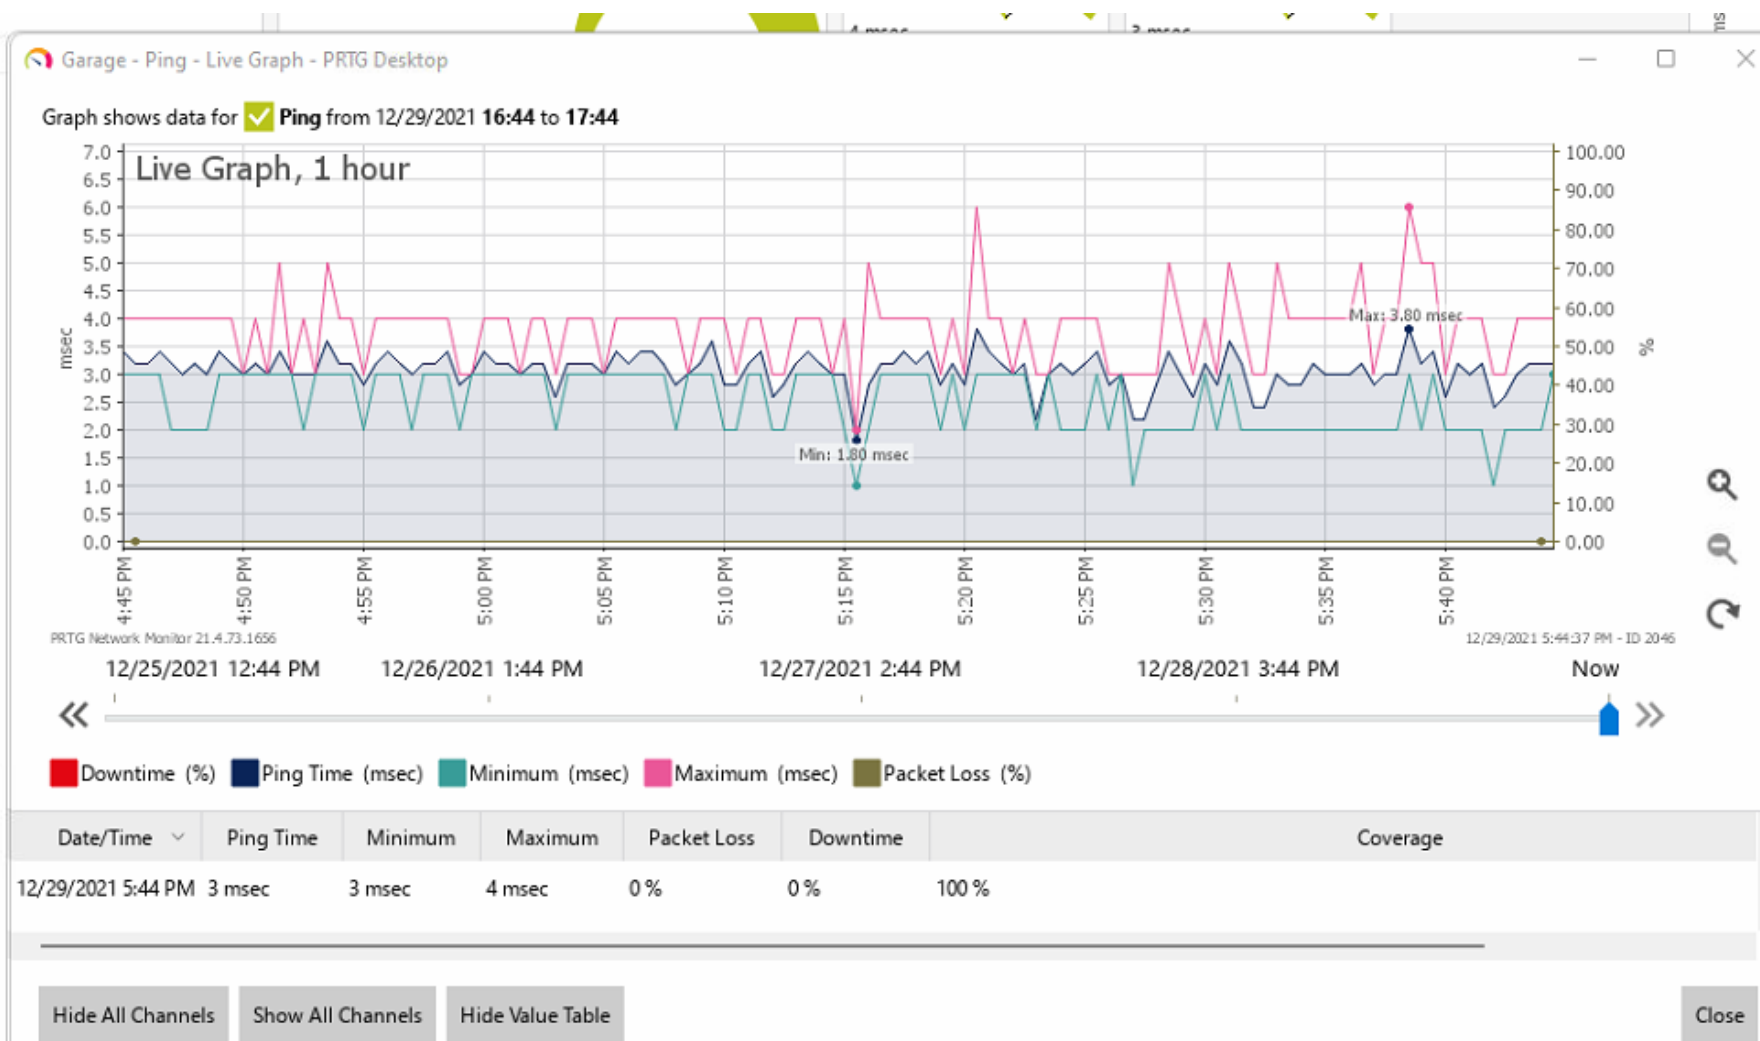 4 msec 3 msec ms
Garage - Ping - Live Graph - PRTG Desktop
Graph shows data for Ping from 12/29/2021 16:44 to 17:44
Live Graph, 1 hour
7.0
6.5
6.0
5.5
5.0
4.5
4.0
3.5
3.0
2.5
2.0
1.5
1.0
0.5
0.0
msec
Max: 3.80 msec
Min: 1.80 msec
100.00
90.00
80.00
70.00
60.00
50.00
40.00
30.00
20.00
10.00
0.00
%
4:45 PM 4:50 PM 4:55 PM 5:00 PM 5:05 PM 5:10 PM 5:15 PM 5:20 PM 5:25 PM 5:30 PM 5:35 PM 5:40 PM
PRTG Network Monitor 21.4.73.1656 12/29/2021 5:44:37 PM - ID 2046
12/25/2021 12:44 PM 12/26/2021 1:44 PM 12/27/2021 2:44 PM 12/28/2021 3:44 PM Now
Downtime (%) Ping Time (msec) Minimum (msec) Maximum (msec) Packet Loss (%)
Date/Time Ping Time Minimum Maximum Packet Loss Downtime Coverage
12/29/2021 5:44 PM 3 msec 3 msec 4 msec 0 % 0 % 100 %
Hide All Channels Show All Channels Hide Value Table Close